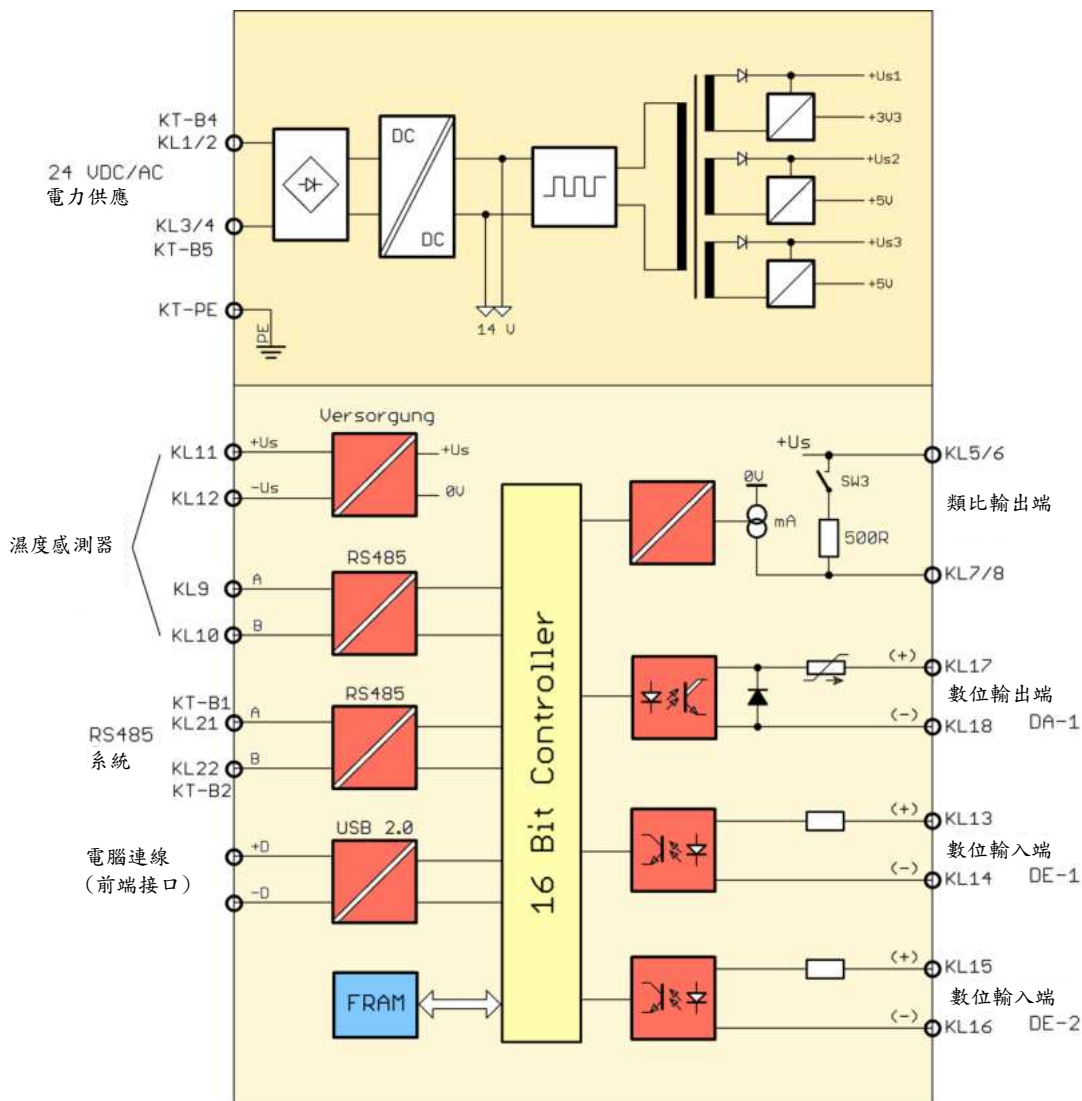 KT-B4
KL1/2
24 VDC/AC
電力供應
KL3/4
KT-B5
KT-PE
PE
DC
DC
14 V
+Us1
+3V3
+Us2
+5V
+Us3
+5V
Versorgung
KL11
+Us
+Us
KL12
-Us
0V
濕度感測器
RS485
KL9
A
KL10
B
RS485
KT-B1
KL21
A
RS485
系統
KL22
B
KT-B2
USB 2.0
電腦連線
(前端接口)
+D
-D
FRAM
16 Bit Controller
+Us
KL5/6
0V
SW3
mA
類比輸出端
500R
KL7/8
(+)
KL17
數位輸出端
(-)
KL18
DA-1
(+)
KL13
數位輸入端
(-)
KL14
DE-1
(+)
KL15
數位輸入端
(-)
KL16
DE-2